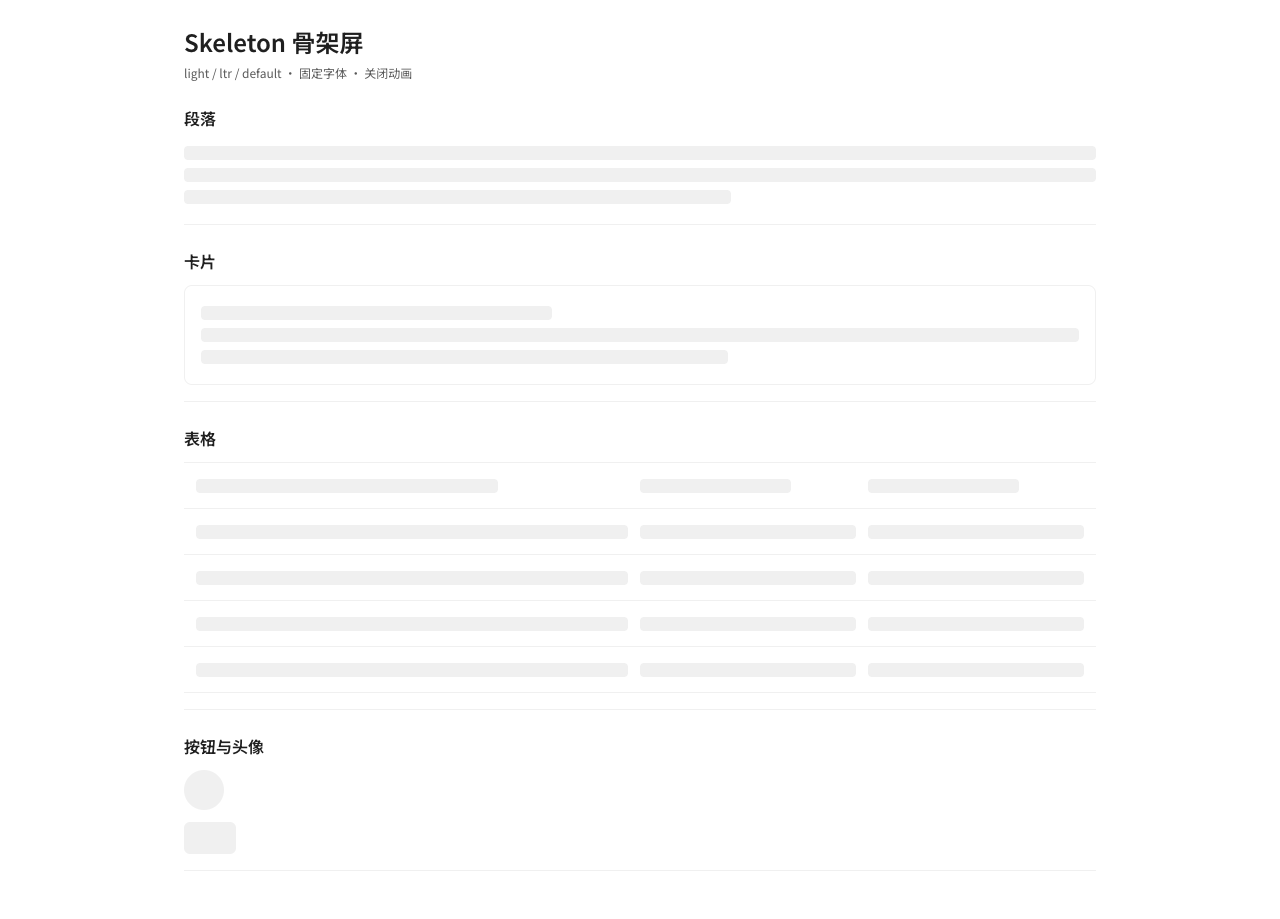 Skeleton 骨架屏
light / ltr / default ・ 固定字体 ・ 关闭动画
段落
卡片
表格
按钮与头像